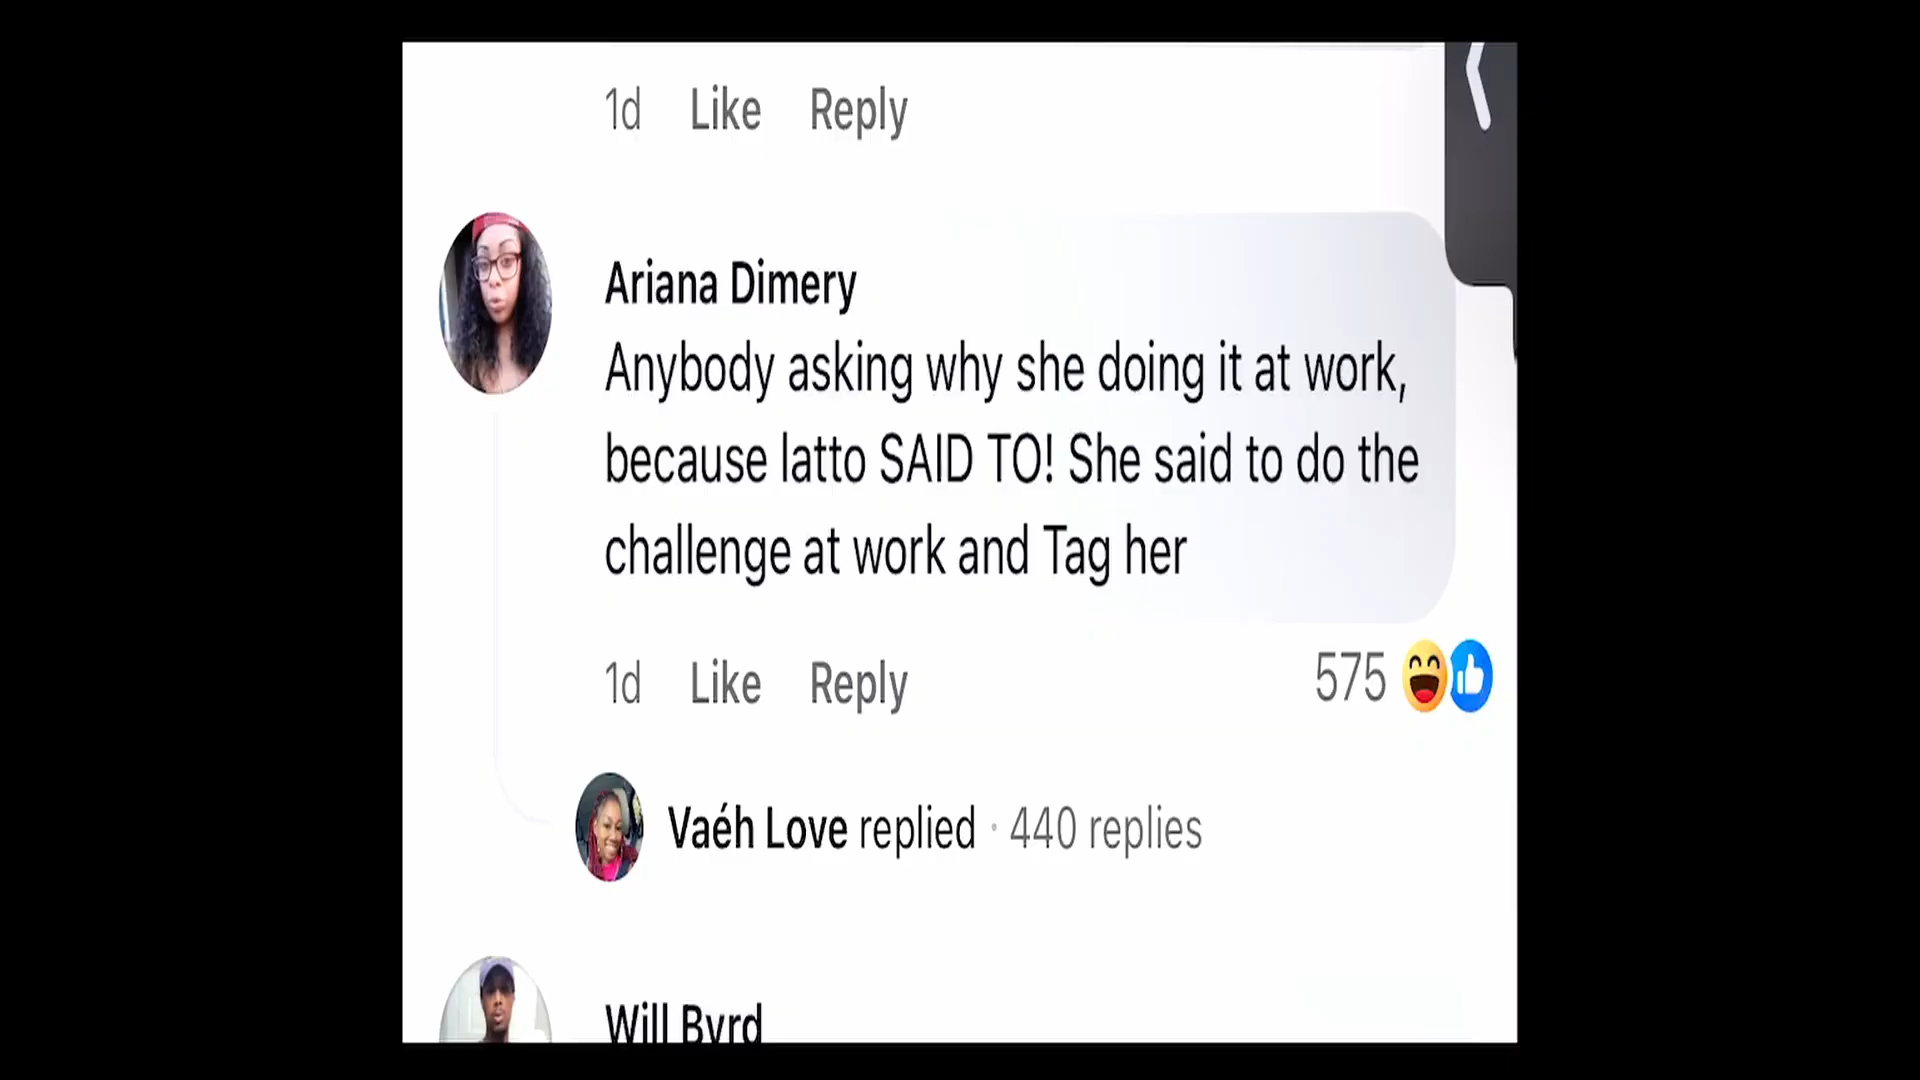 1d Like Reply
Ariana Dimery
Anybody asking why she doing it at work,
because latto SAID TO! She said to do the
challenge at work and Tag her
1d Like Reply 575
Vaéh Love replied · 440 replies
Will Byrd